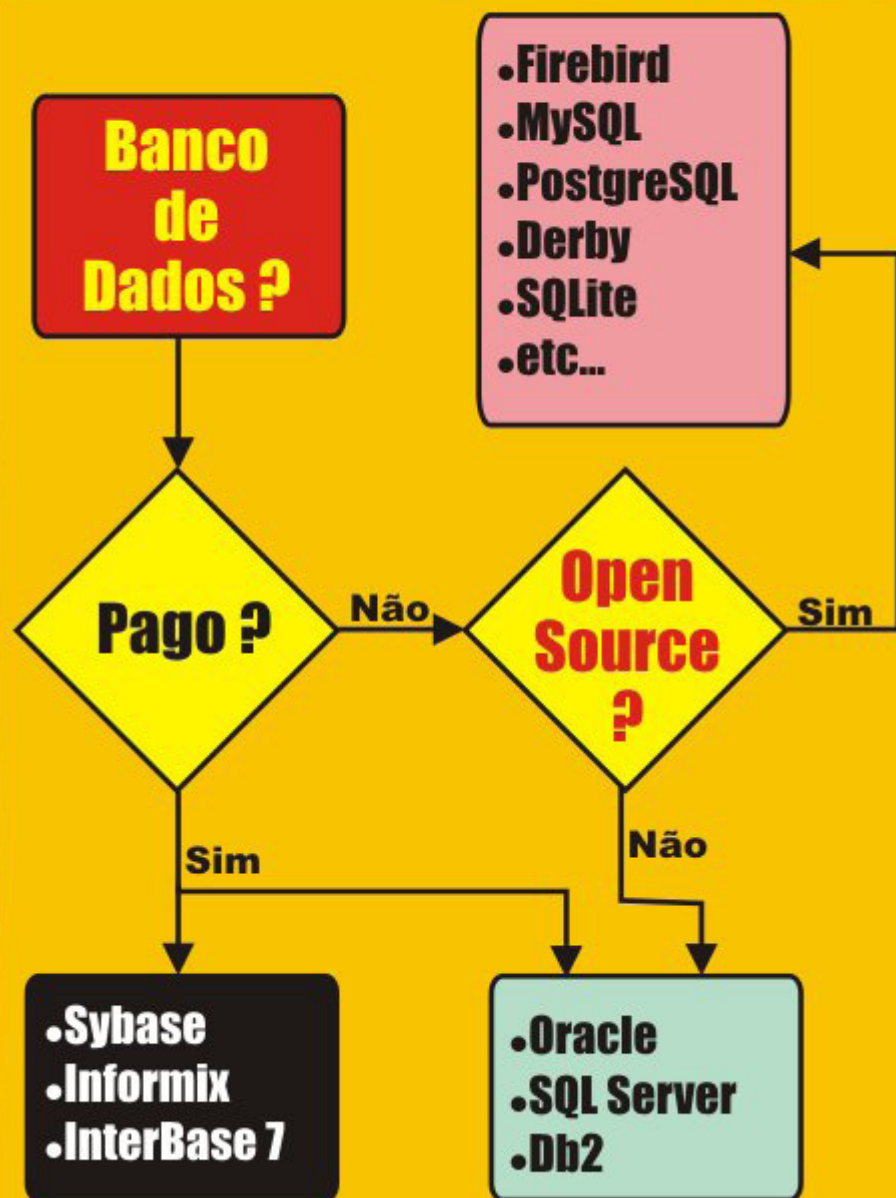 Banco
de
Dados ?
•Firebird
•MySQL
•PostgreSQL
•Derby
•SQLite
•etc...
Pago ?
Não
Open
Source
?
Sim
Sim
Não
•Sybase
•Informix
•InterBase 7
•Oracle
•SQL Server
•Db2